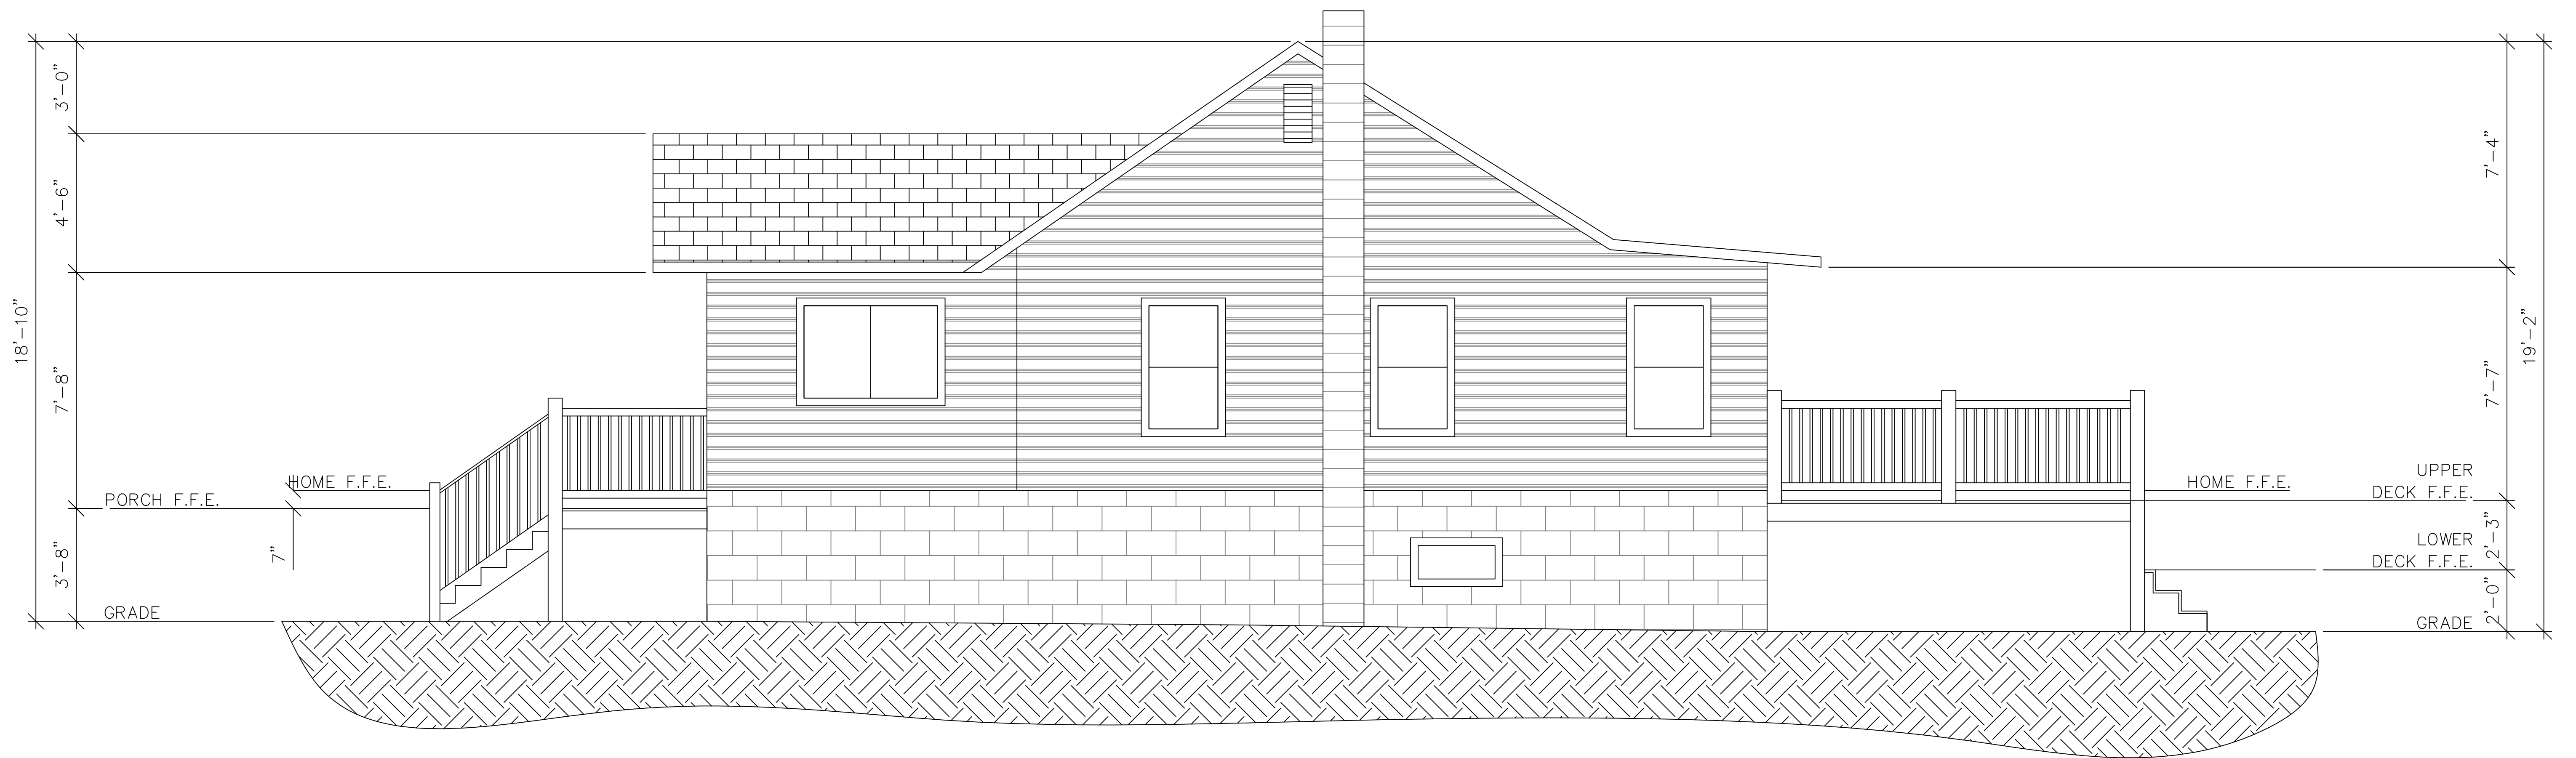 3'-0"
4'-6"
18'-10"
7'-8"
HOME F.F.E.
PORCH F.F.E.
7"
3'-8"
GRADE
7'-4"
19'-2"
7'-7"
UPPER
DECK F.F.E.
HOME F.F.E.
2'-3"
LOWER
DECK F.F.E.
2'-0"
GRADE